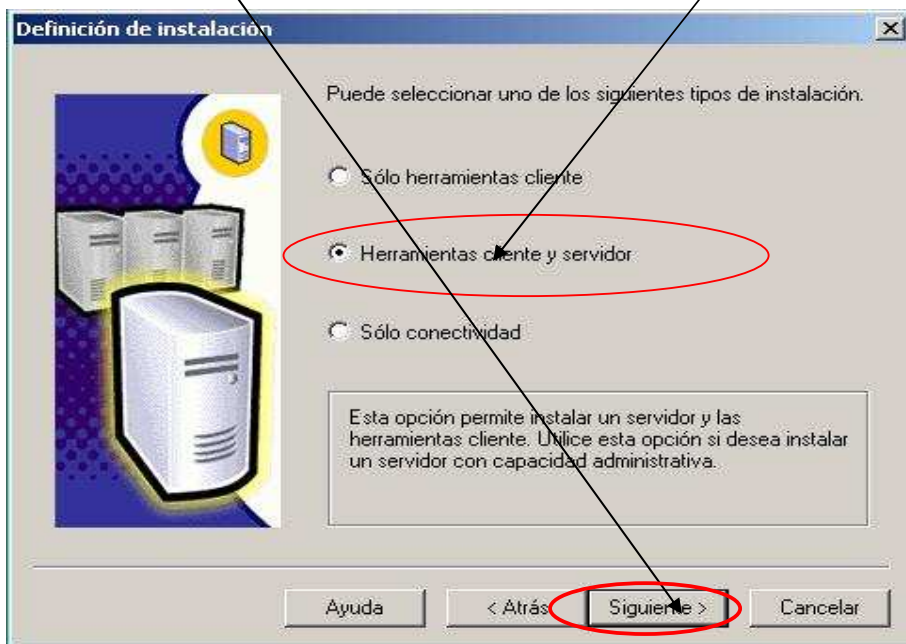 Definición de instalación
Puede seleccionar uno de los siguientes tipos de instalación.
Sólo herramientas cliente
Herramientas cliente y servidor
Sólo conectividad
Esta opción permite instalar un servidor y las
herramientas cliente. Utilice esta opción si desea instalar
un servidor con capacidad administrativa.
Ayuda
< Atrás
Siguiente >
Cancelar